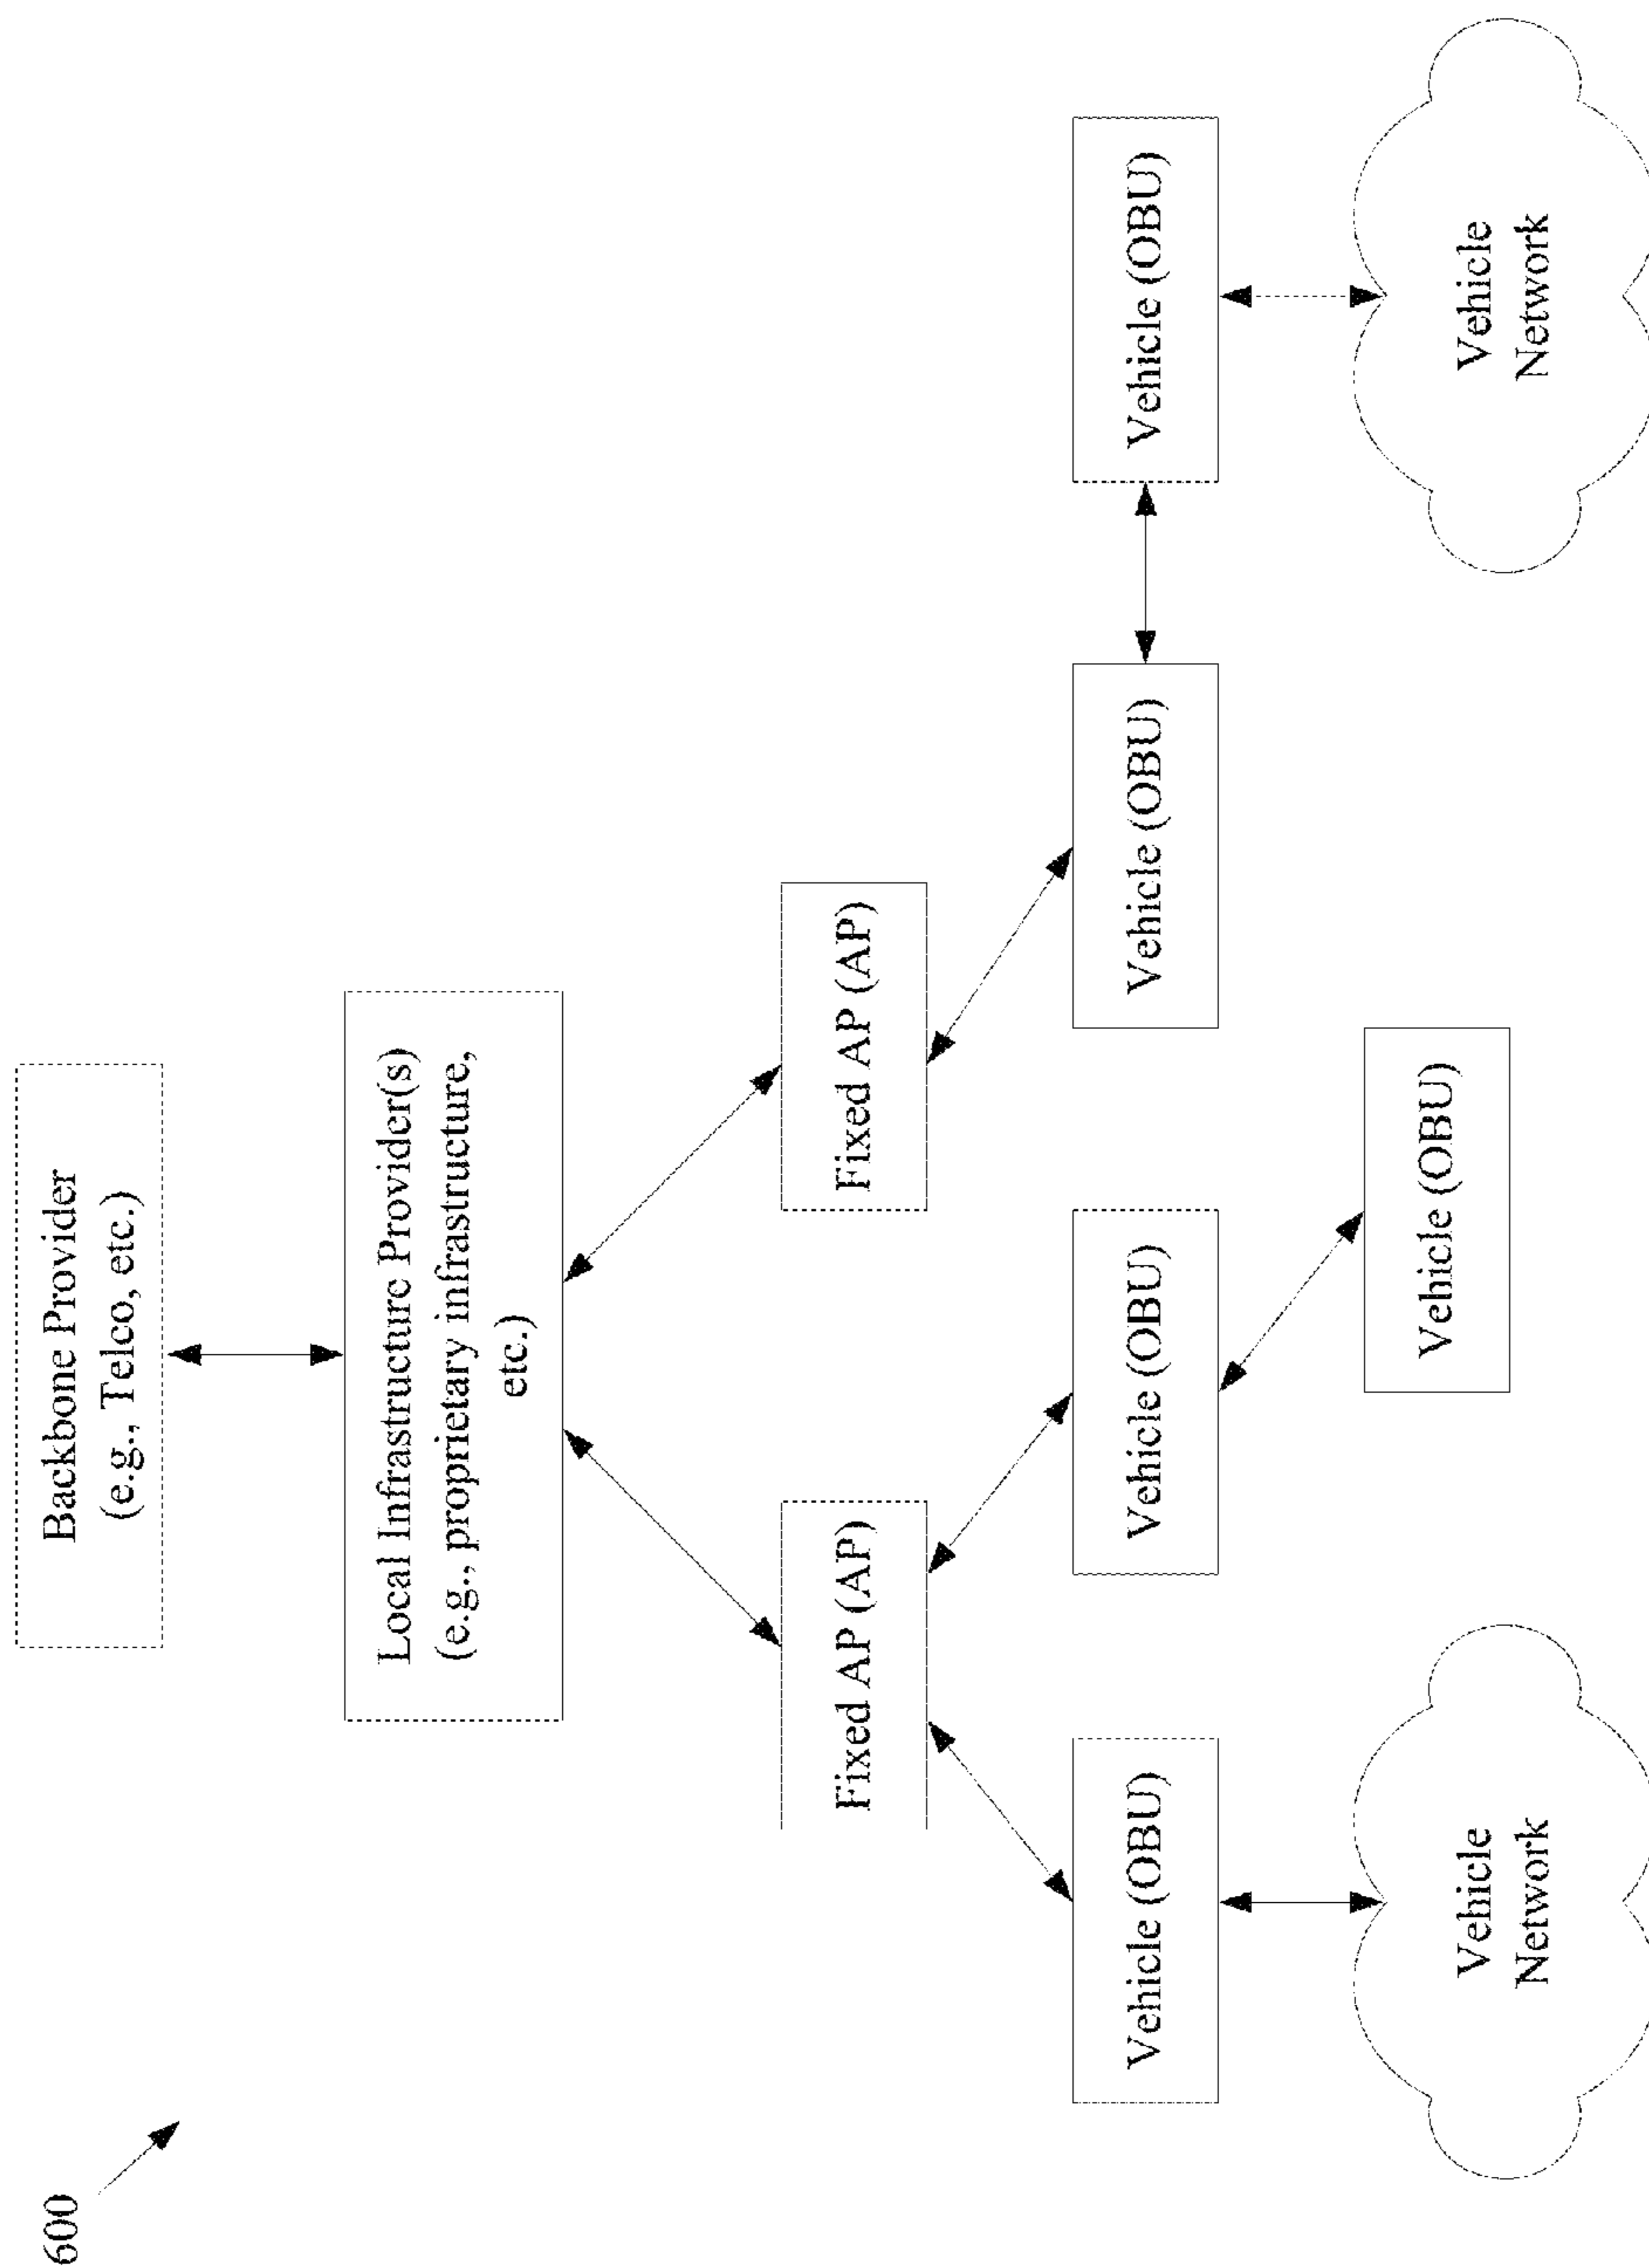 600
Backbone Provider
(e.g., Telco, etc.)
Local Infrastructure Provider(s)
(e.g., proprietary infrastructure,
etc.)
Fixed AP (AP)
Fixed AP (AP)
Vehicle (OBU)
Vehicle (OBU)
Vehicle (OBU)
Vehicle (OBU)
Vehicle (OBU)
Vehicle
Network
Vehicle
Network